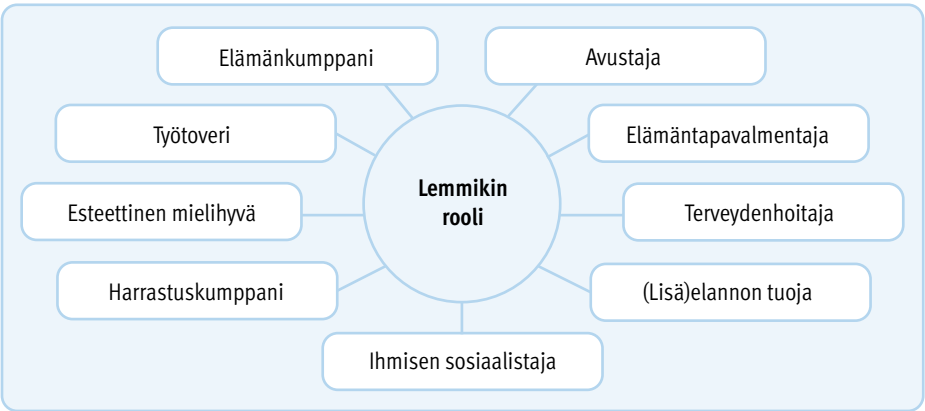 Elämänkumppani
Avustaja
Työtoveri
Elämäntapavalmentaja
Lemmikin
rooli
Esteettinen mielihyvä
Terveydenhoitaja
Harrastuskumppani
(Lisä)elannon tuoja
Ihmisen sosiaalistaja